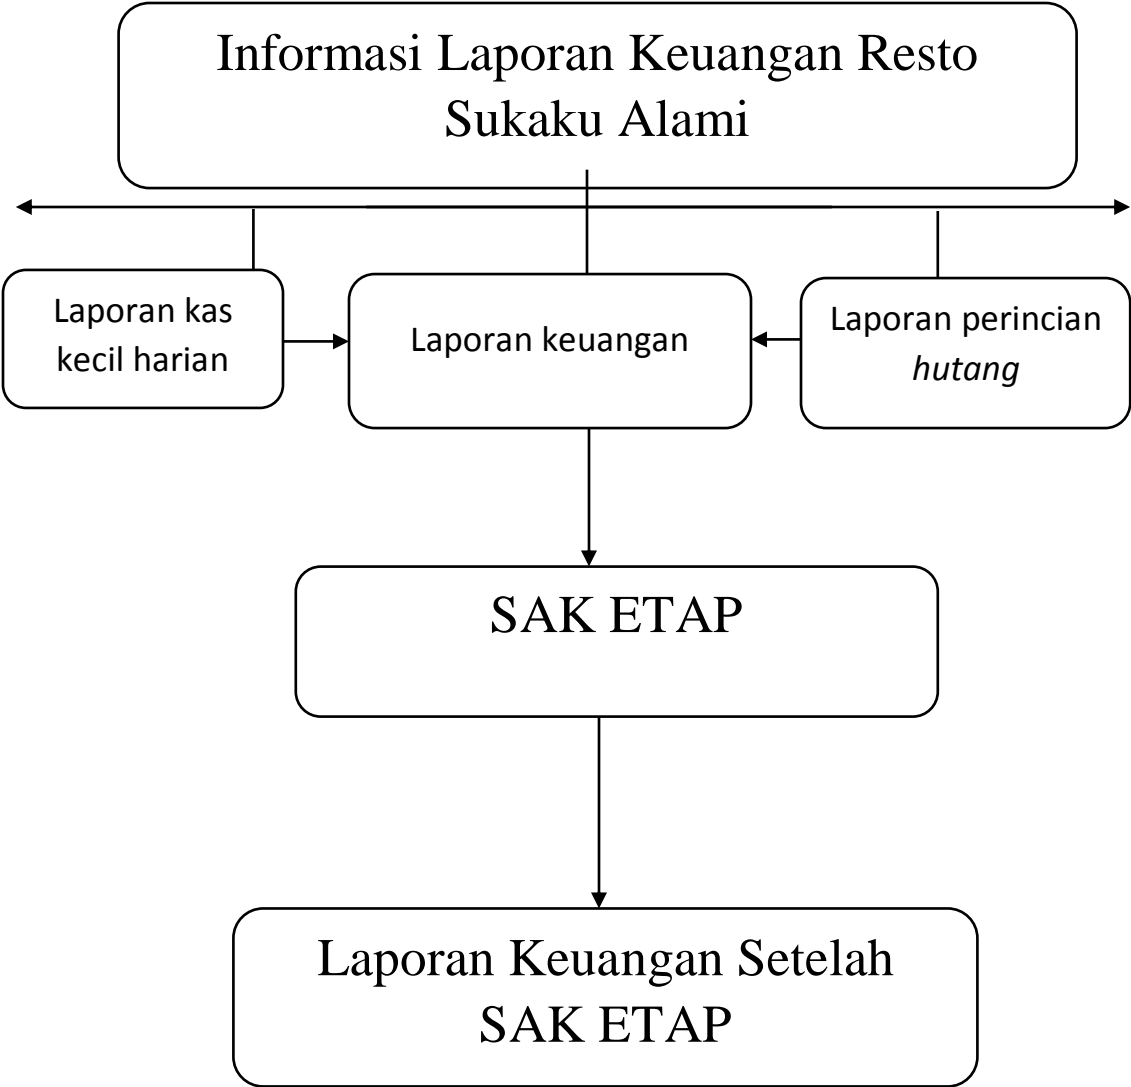 Informasi Laporan Keuangan Resto
Sukaku Alami
Laporan kas
kecil harian
Laporan keuangan
Laporan perincian
hutang
SAK ETAP
Laporan Keuangan Setelah
SAK ETAP